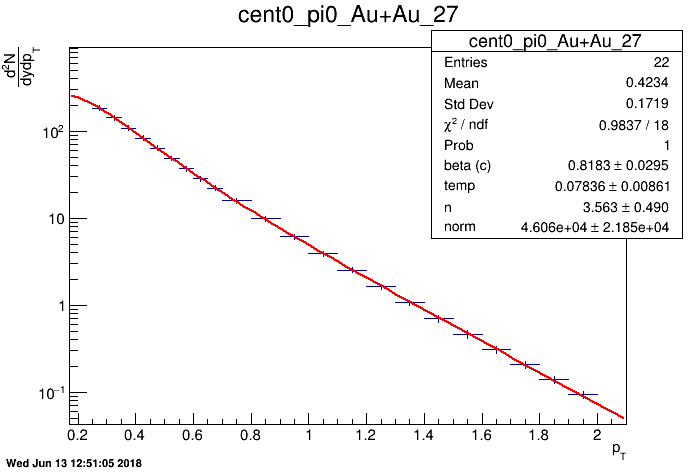 cent0_pi0_Au+Au_27
d²N
dydp_T
cent0_pi0_Au+Au_27
Entries 22
Mean 0.4234
Std Dev 0.1719
χ² / ndf 0.9837 / 18
Prob 1
beta (c) 0.8183 ± 0.0295
temp 0.07836 ± 0.00861
n 3.563 ± 0.490
norm 4.606e+04 ± 2.185e+04
10²
10
1
10⁻¹
0.2 0.4 0.6 0.8 1 1.2 1.4 1.6 1.8 2
p_T
Wed Jun 13 12:51:05 2018